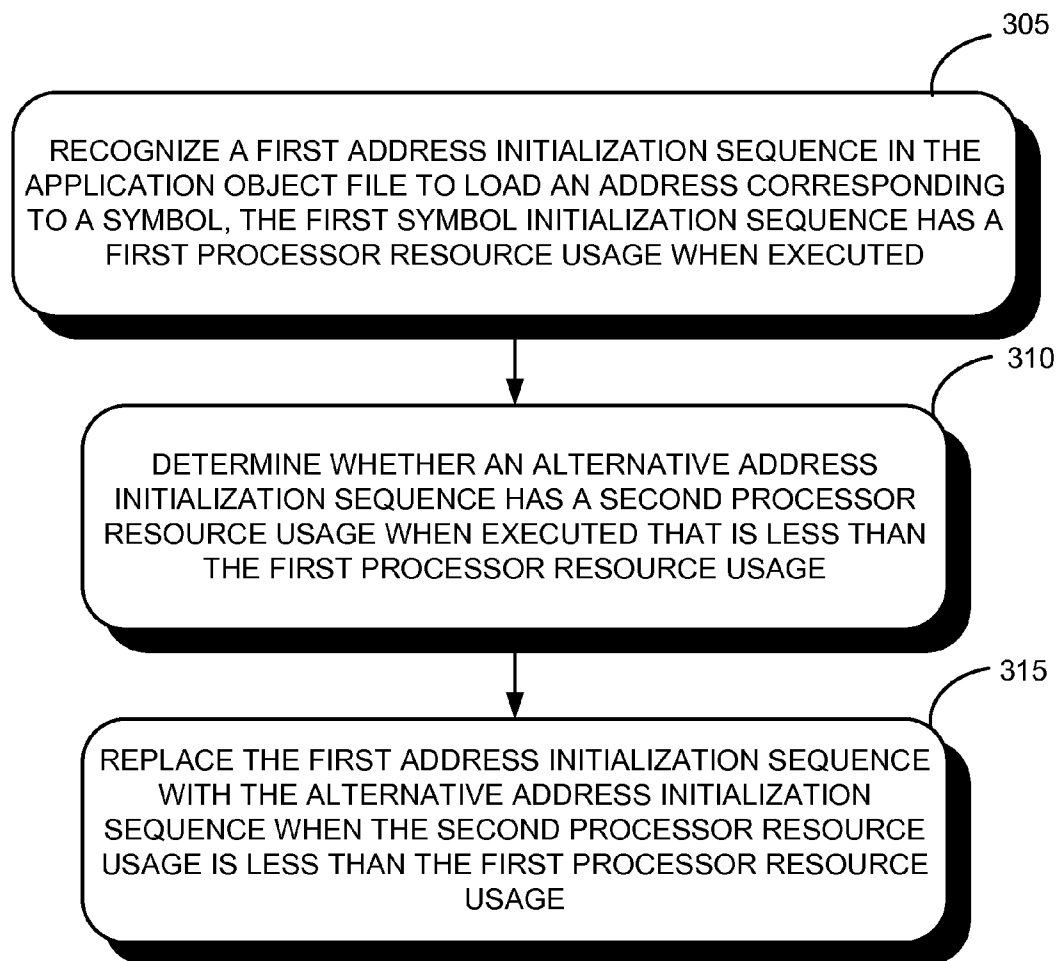 305
RECOGNIZE A FIRST ADDRESS INITIALIZATION SEQUENCE IN THE
APPLICATION OBJECT FILE TO LOAD AN ADDRESS CORRESPONDING
TO A SYMBOL, THE FIRST SYMBOL INITIALIZATION SEQUENCE HAS A
FIRST PROCESSOR RESOURCE USAGE WHEN EXECUTED
310
DETERMINE WHETHER AN ALTERNATIVE ADDRESS
INITIALIZATION SEQUENCE HAS A SECOND PROCESSOR
RESOURCE USAGE WHEN EXECUTED THAT IS LESS THAN
THE FIRST PROCESSOR RESOURCE USAGE
315
REPLACE THE FIRST ADDRESS INITIALIZATION SEQUENCE
WITH THE ALTERNATIVE ADDRESS INITIALIZATION
SEQUENCE WHEN THE SECOND PROCESSOR RESOURCE
USAGE IS LESS THAN THE FIRST PROCESSOR RESOURCE
USAGE